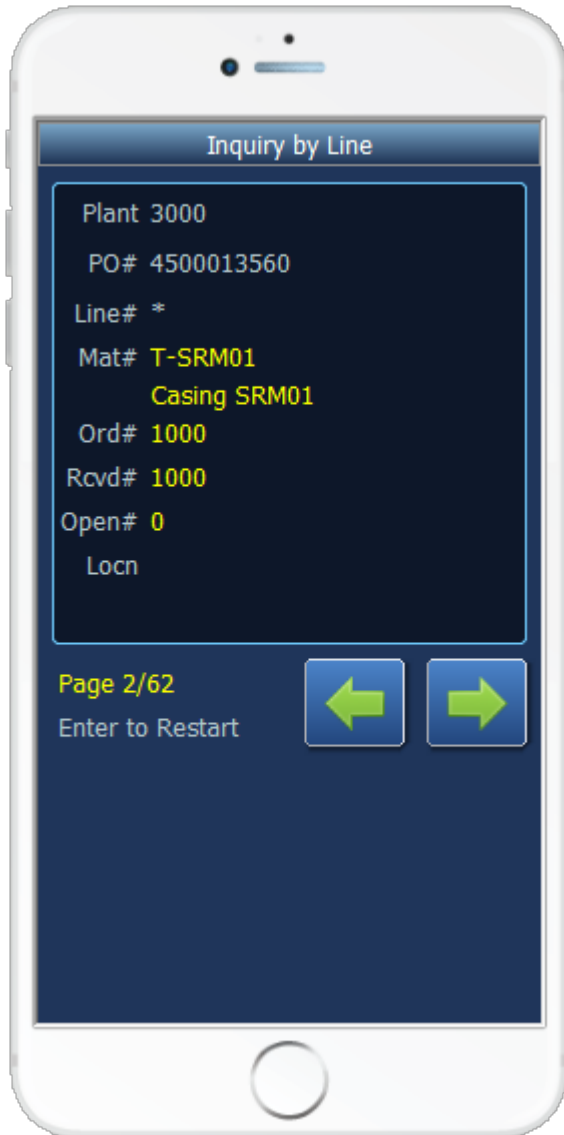 Inquiry by Line
Plant 3000
PO# 4500013560
Line# *
Mat# T-SRM01
Casing SRM01
Ord# 1000
Rcvd# 1000
Open# 0
Locn
Page 2/62
Enter to Restart